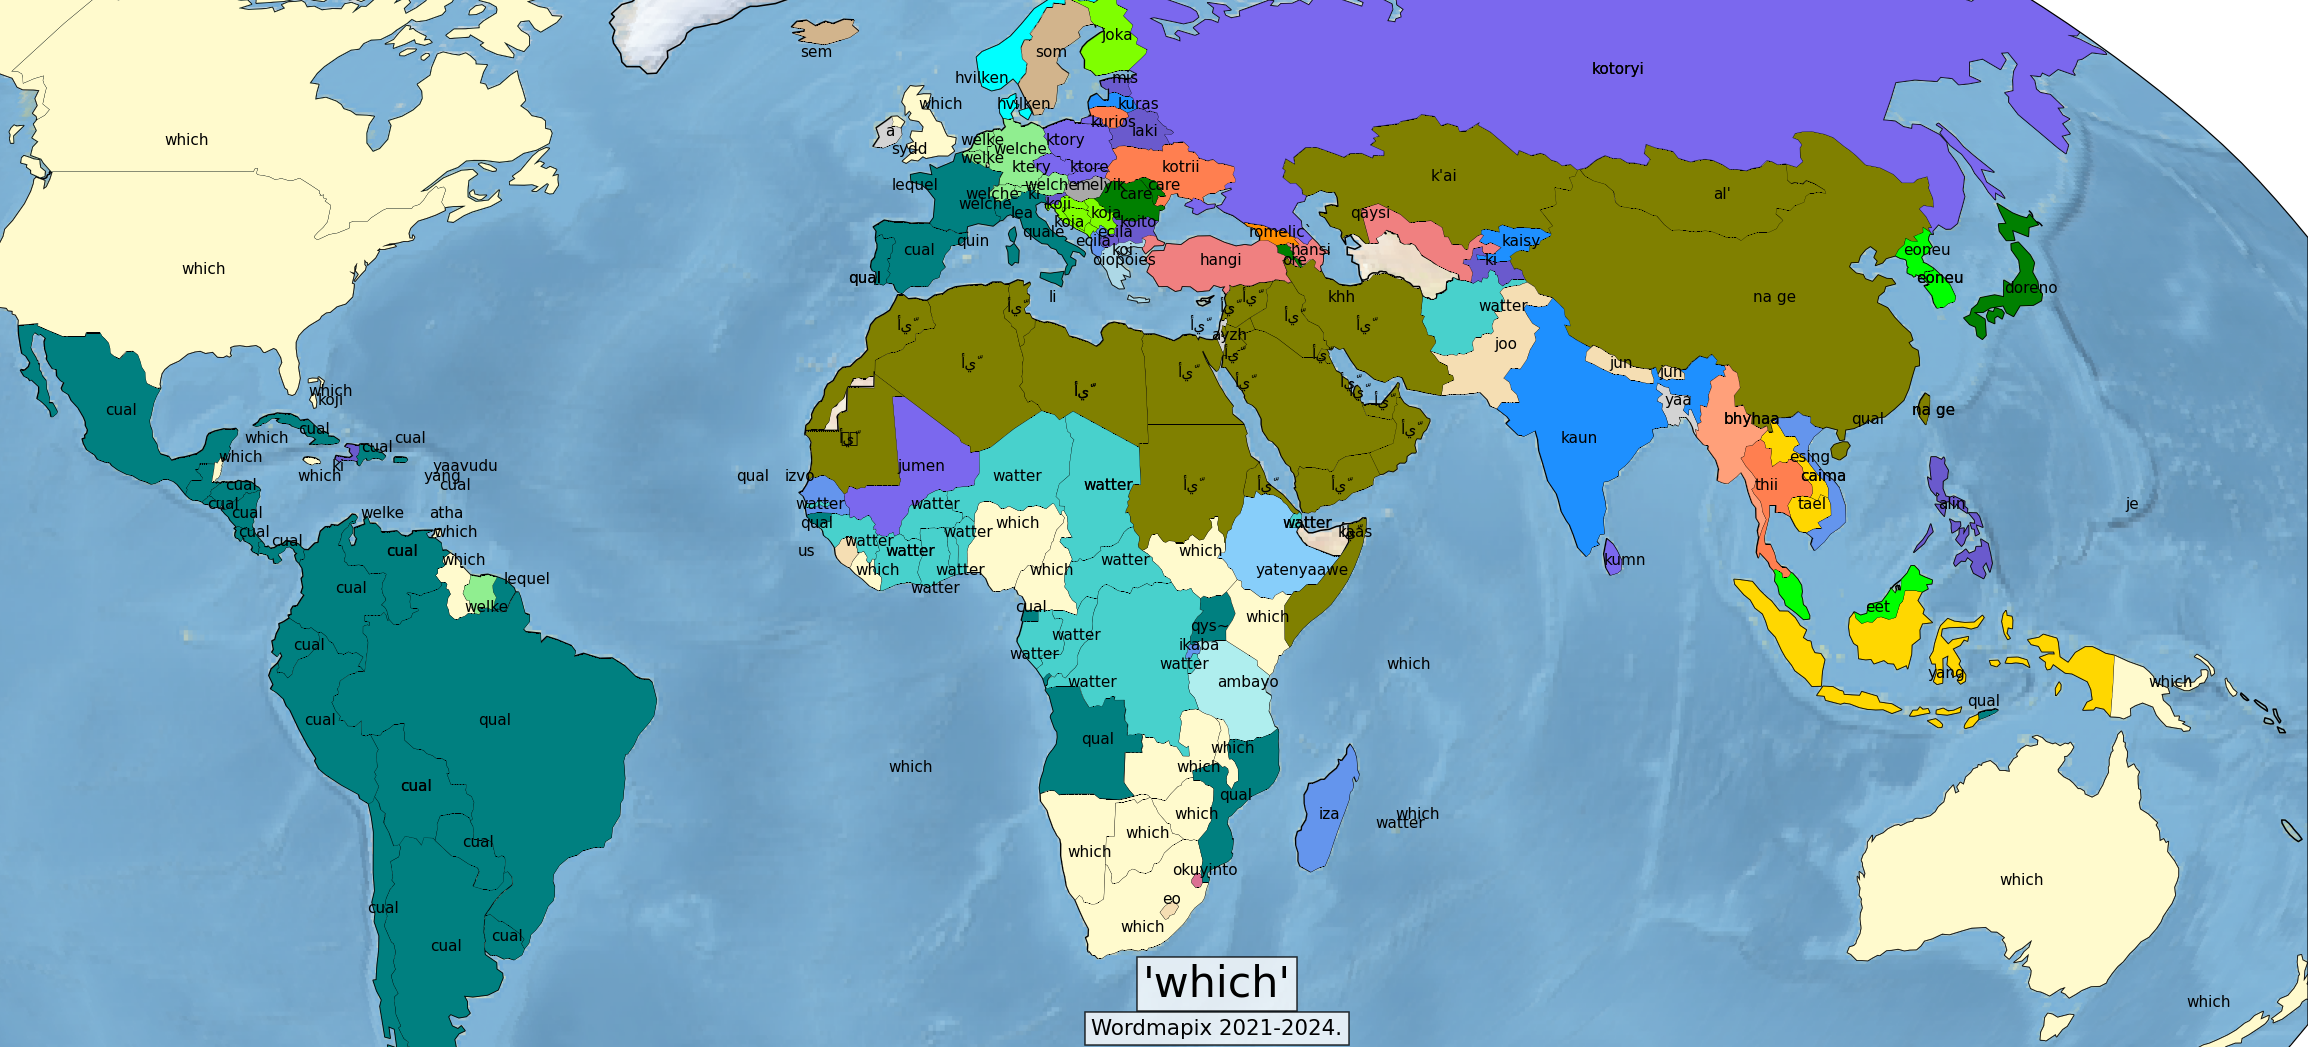 joka
sem
som
kotoryi
hvilken
mis
which
hvilken
kuras
kurios
a
laki
which
sydd
welke
welche
ktory
welke
ktery
ktore
kotrii
k'ai
lequel
welche
melyik
care
al'
welche
ki
care
welche
koji
lea
koja
koja
koito
qaysi
quin
quale
ecila
ecila
romelic
kaisy
cual
koi
hansi
eoneu
which
oiopoies
hangi
ore
ki
qual
eoneu
doreno
li
khh
na ge
watter
أيّ
ayzh
joo
jun
jun
which
koji
yaa
cual
cual
which
cual
cual
bhyhaa
qual
na ge
which
ki
yaavudu
jumen
kaun
esing
which
yang
cual
qual
izvo
watter
watter
caima
cual
thii
cual
watter
watter
tael
alin
je
cual
welke
atha
qual
which
watter
kaas
cual
cual
which
watter
watter
us
watter
which
kumn
cual
which
lequel
which
watter
which
yatenyaawe
cual
welke
watter
cual
which
eet
cual
watter
qys~
ikaba
watter
watter
which
yang
watter
ambayo
which
cual
qual
qual
qual
which
which
which
cual
qual
which
iza
which
watter
cual
which
which
okuyinto
which
eo
cual
cual
which
cual
which
'which'
Wordmapix 2021-2024.